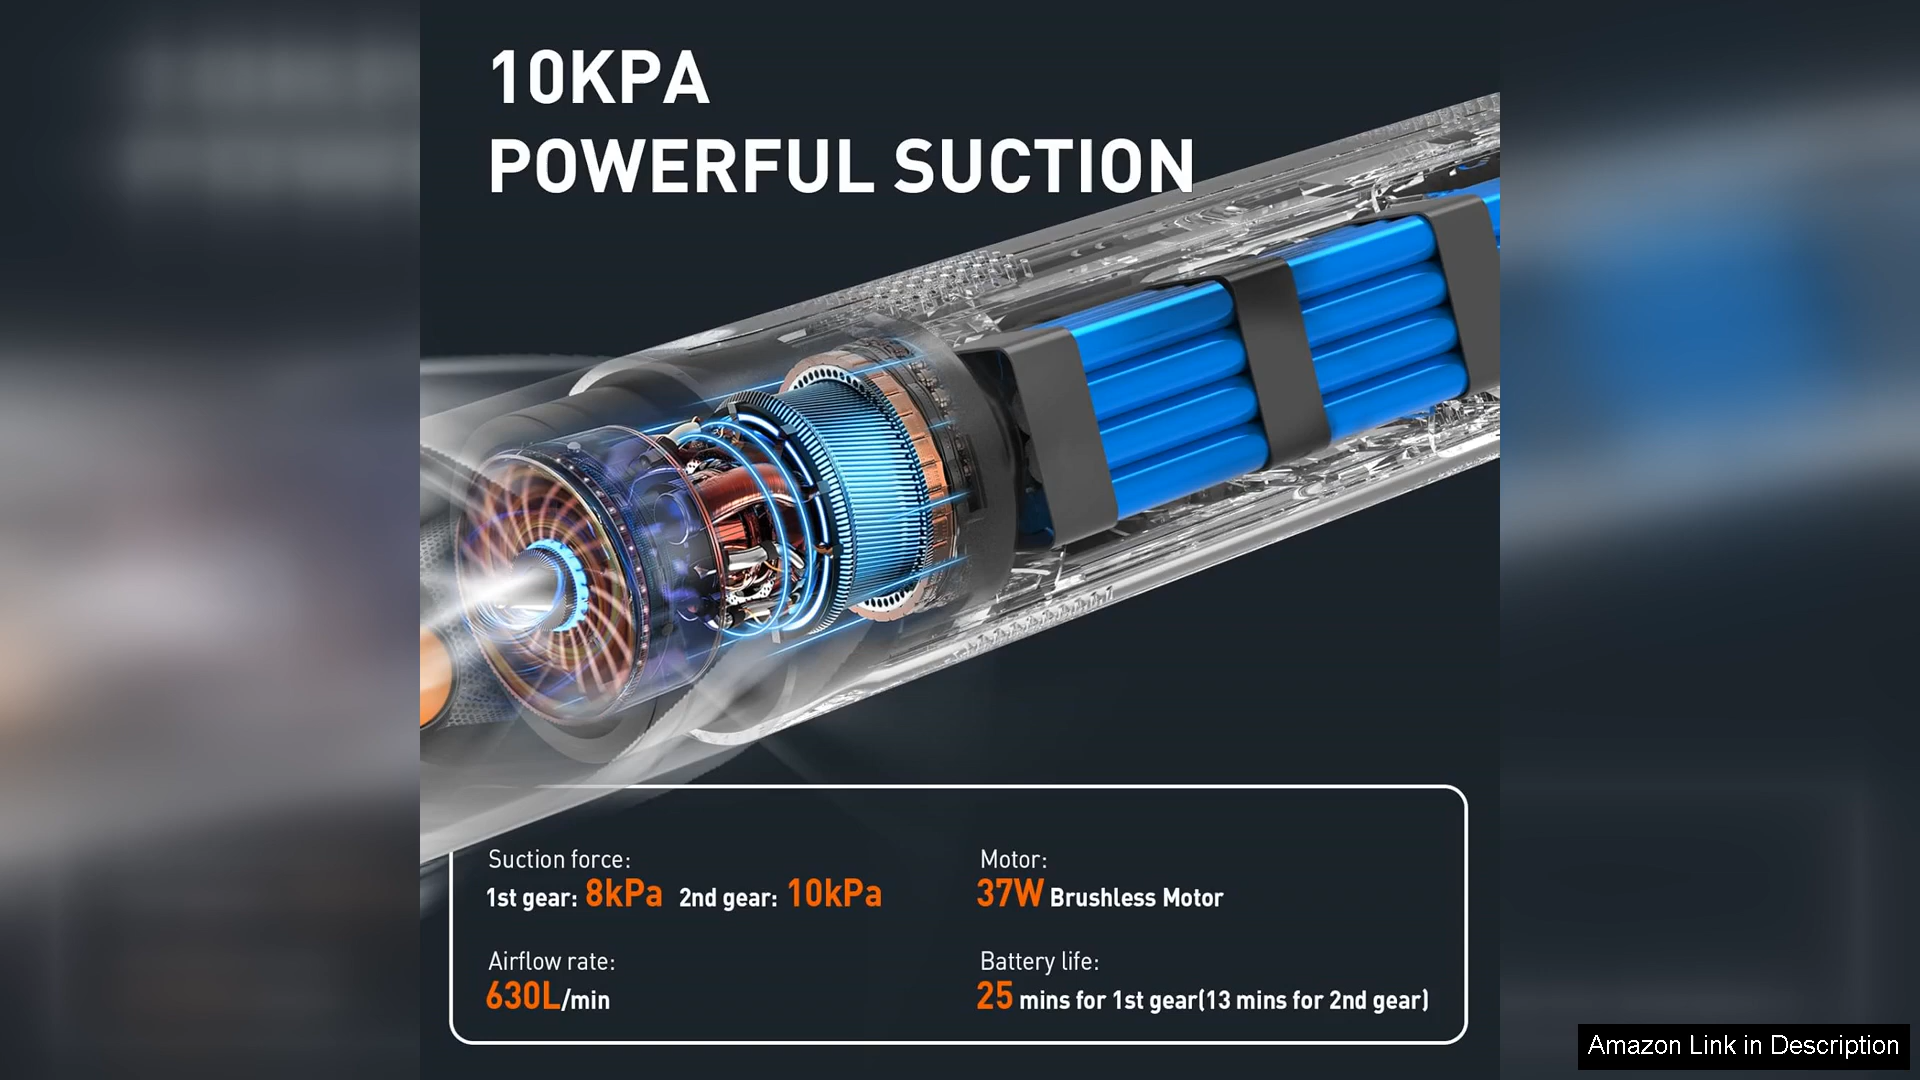 10KPA
POWERFUL SUCTION
Suction force:
1st gear: 8kPa 2nd gear: 10kPa
Motor:
37W Brushless Motor
Airflow rate:
630L/min
Battery life:
25 mins for 1st gear(13 mins for 2nd gear)
Amazon Link in Description